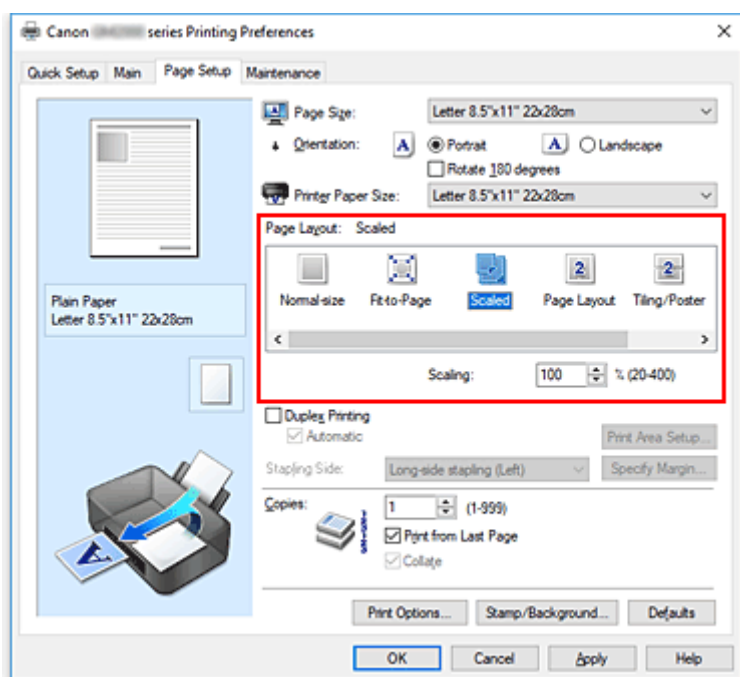 Canon series Printing Preferences
Quick Setup Main Page Setup Maintenance
Page Size: Letter 8.5"x11" 22x28cm
Orientation: A Portrait A Landscape
Rotate 180 degrees
Printer Paper Size: Letter 8.5"x11" 22x28cm
Page Layout: Scaled
Normal-size Fit-to-Page Scaled Page Layout Tiling/Poster
Plain Paper
Letter 8.5"x11" 22x28cm
Scaling: 100 % (20-400)
Duplex Printing
Automatic
Print Area Setup...
Stapling Side: Long-side stapling (Left) Specify Margin...
Copies: 1 (1-999)
Print from Last Page
Collate
Print Options... Stamp/Background... Defaults
OK Cancel Apply Help